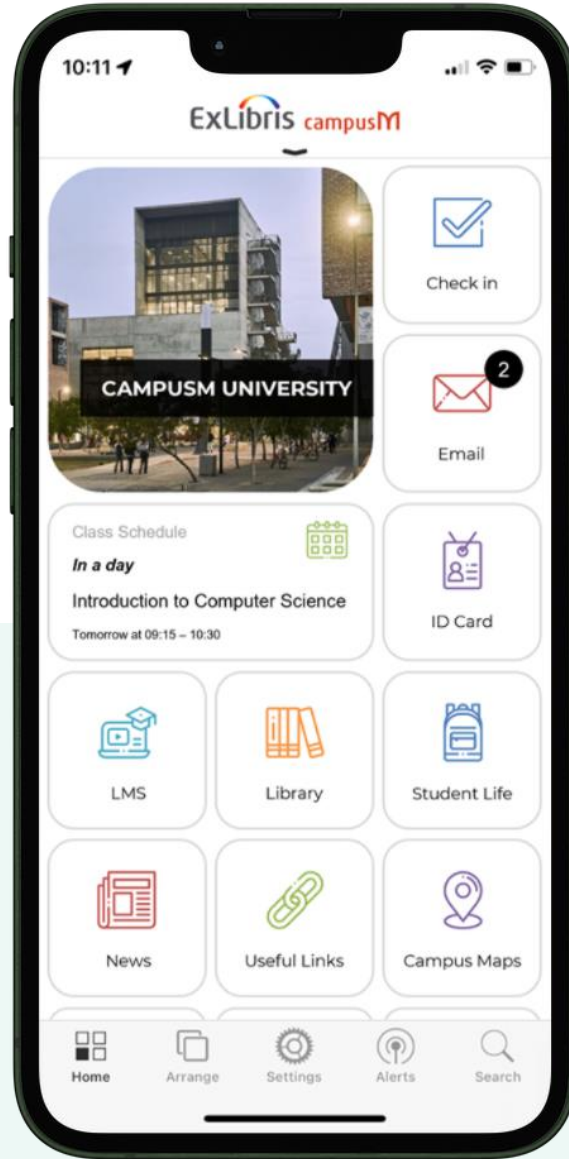 10:11
ExLibris campusM
CAMPUSM UNIVERSITY
Check in
2
Email
Class Schedule
In a day
Introduction to Computer Science
Tomorrow at 09:15 – 10:30
ID Card
LMS
Library
Student Life
News
Useful Links
Campus Maps
Home
Arrange
Settings
Alerts
Search